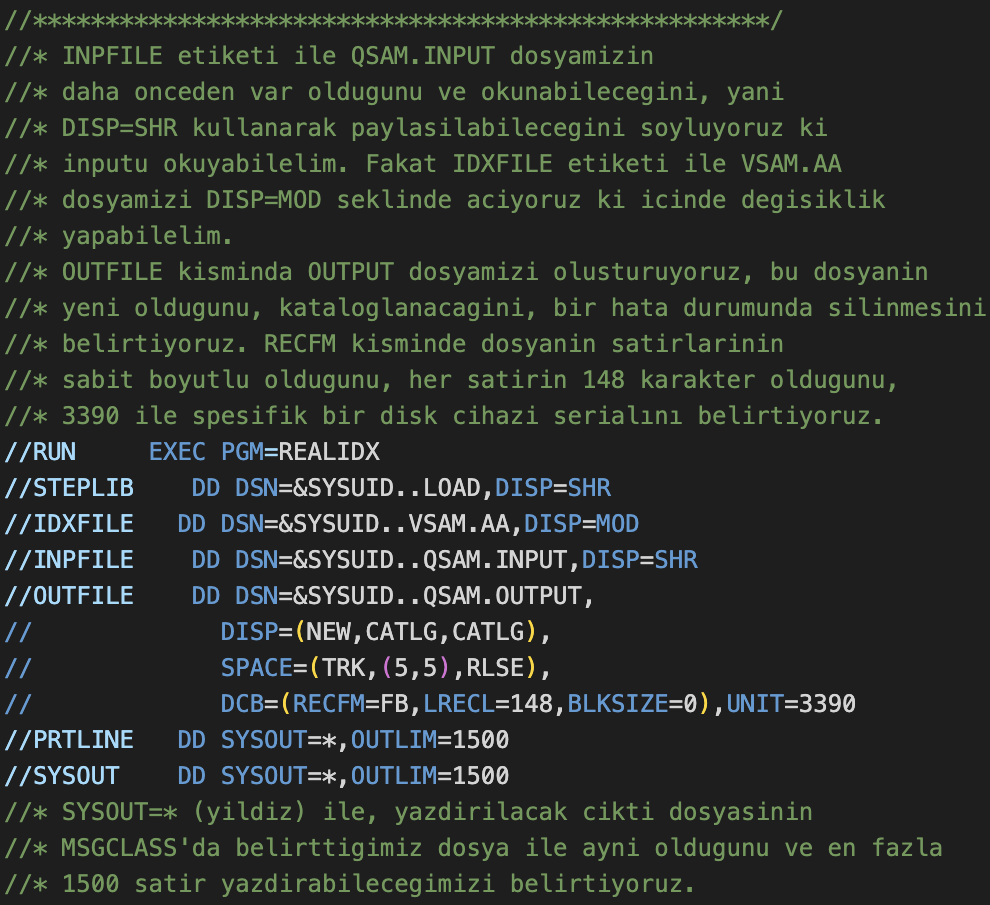 //***************************************************/
//* INPFILE etiketi ile QSAM.INPUT dosyamizin
//* daha onceden var oldugunu ve okunabilecegini, yani
//* DISP=SHR kullanarak paylasilabilecegini soyluyoruz ki
//* inputu okuyabilelim. Fakat IDXFILE etiketi ile VSAM.AA
//* dosyamizi DISP=MOD seklinde aciyoruz ki icinde degisiklik
//* yapabilelim.
//* OUTFILE kisminda OUTPUT dosyamizi olusturuyoruz, bu dosyanin
//* yeni oldugunu, kataloglanacagini, bir hata durumunda silinmesini
//* belirtiyoruz. RECFM kisminde dosyanin satirlarinin
//* sabit boyutlu oldugunu, her satirin 148 karakter oldugunu,
//* 3390 ile spesifik bir disk cihazi serialını belirtiyoruz.
//RUN     EXEC PGM=REALIDX
//STEPLIB    DD DSN=&SYSUID..LOAD,DISP=SHR
//IDXFILE   DD DSN=&SYSUID..VSAM.AA,DISP=MOD
//INPFILE    DD DSN=&SYSUID..QSAM.INPUT,DISP=SHR
//OUTFILE    DD DSN=&SYSUID..QSAM.OUTPUT,
//             DISP=(NEW,CATLG,CATLG),
//             SPACE=(TRK,(5,5),RLSE),
//             DCB=(RECFM=FB,LRECL=148,BLKSIZE=0),UNIT=3390
//PRTLINE   DD SYSOUT=*,OUTLIM=1500
//SYSOUT    DD SYSOUT=*,OUTLIM=1500
//* SYSOUT=* (yildiz) ile, yazdirilacak cikti dosyasinin
//* MSGCLASS'da belirttigimiz dosya ile ayni oldugunu ve en fazla
//* 1500 satir yazdirabilecegimizi belirtiyoruz.